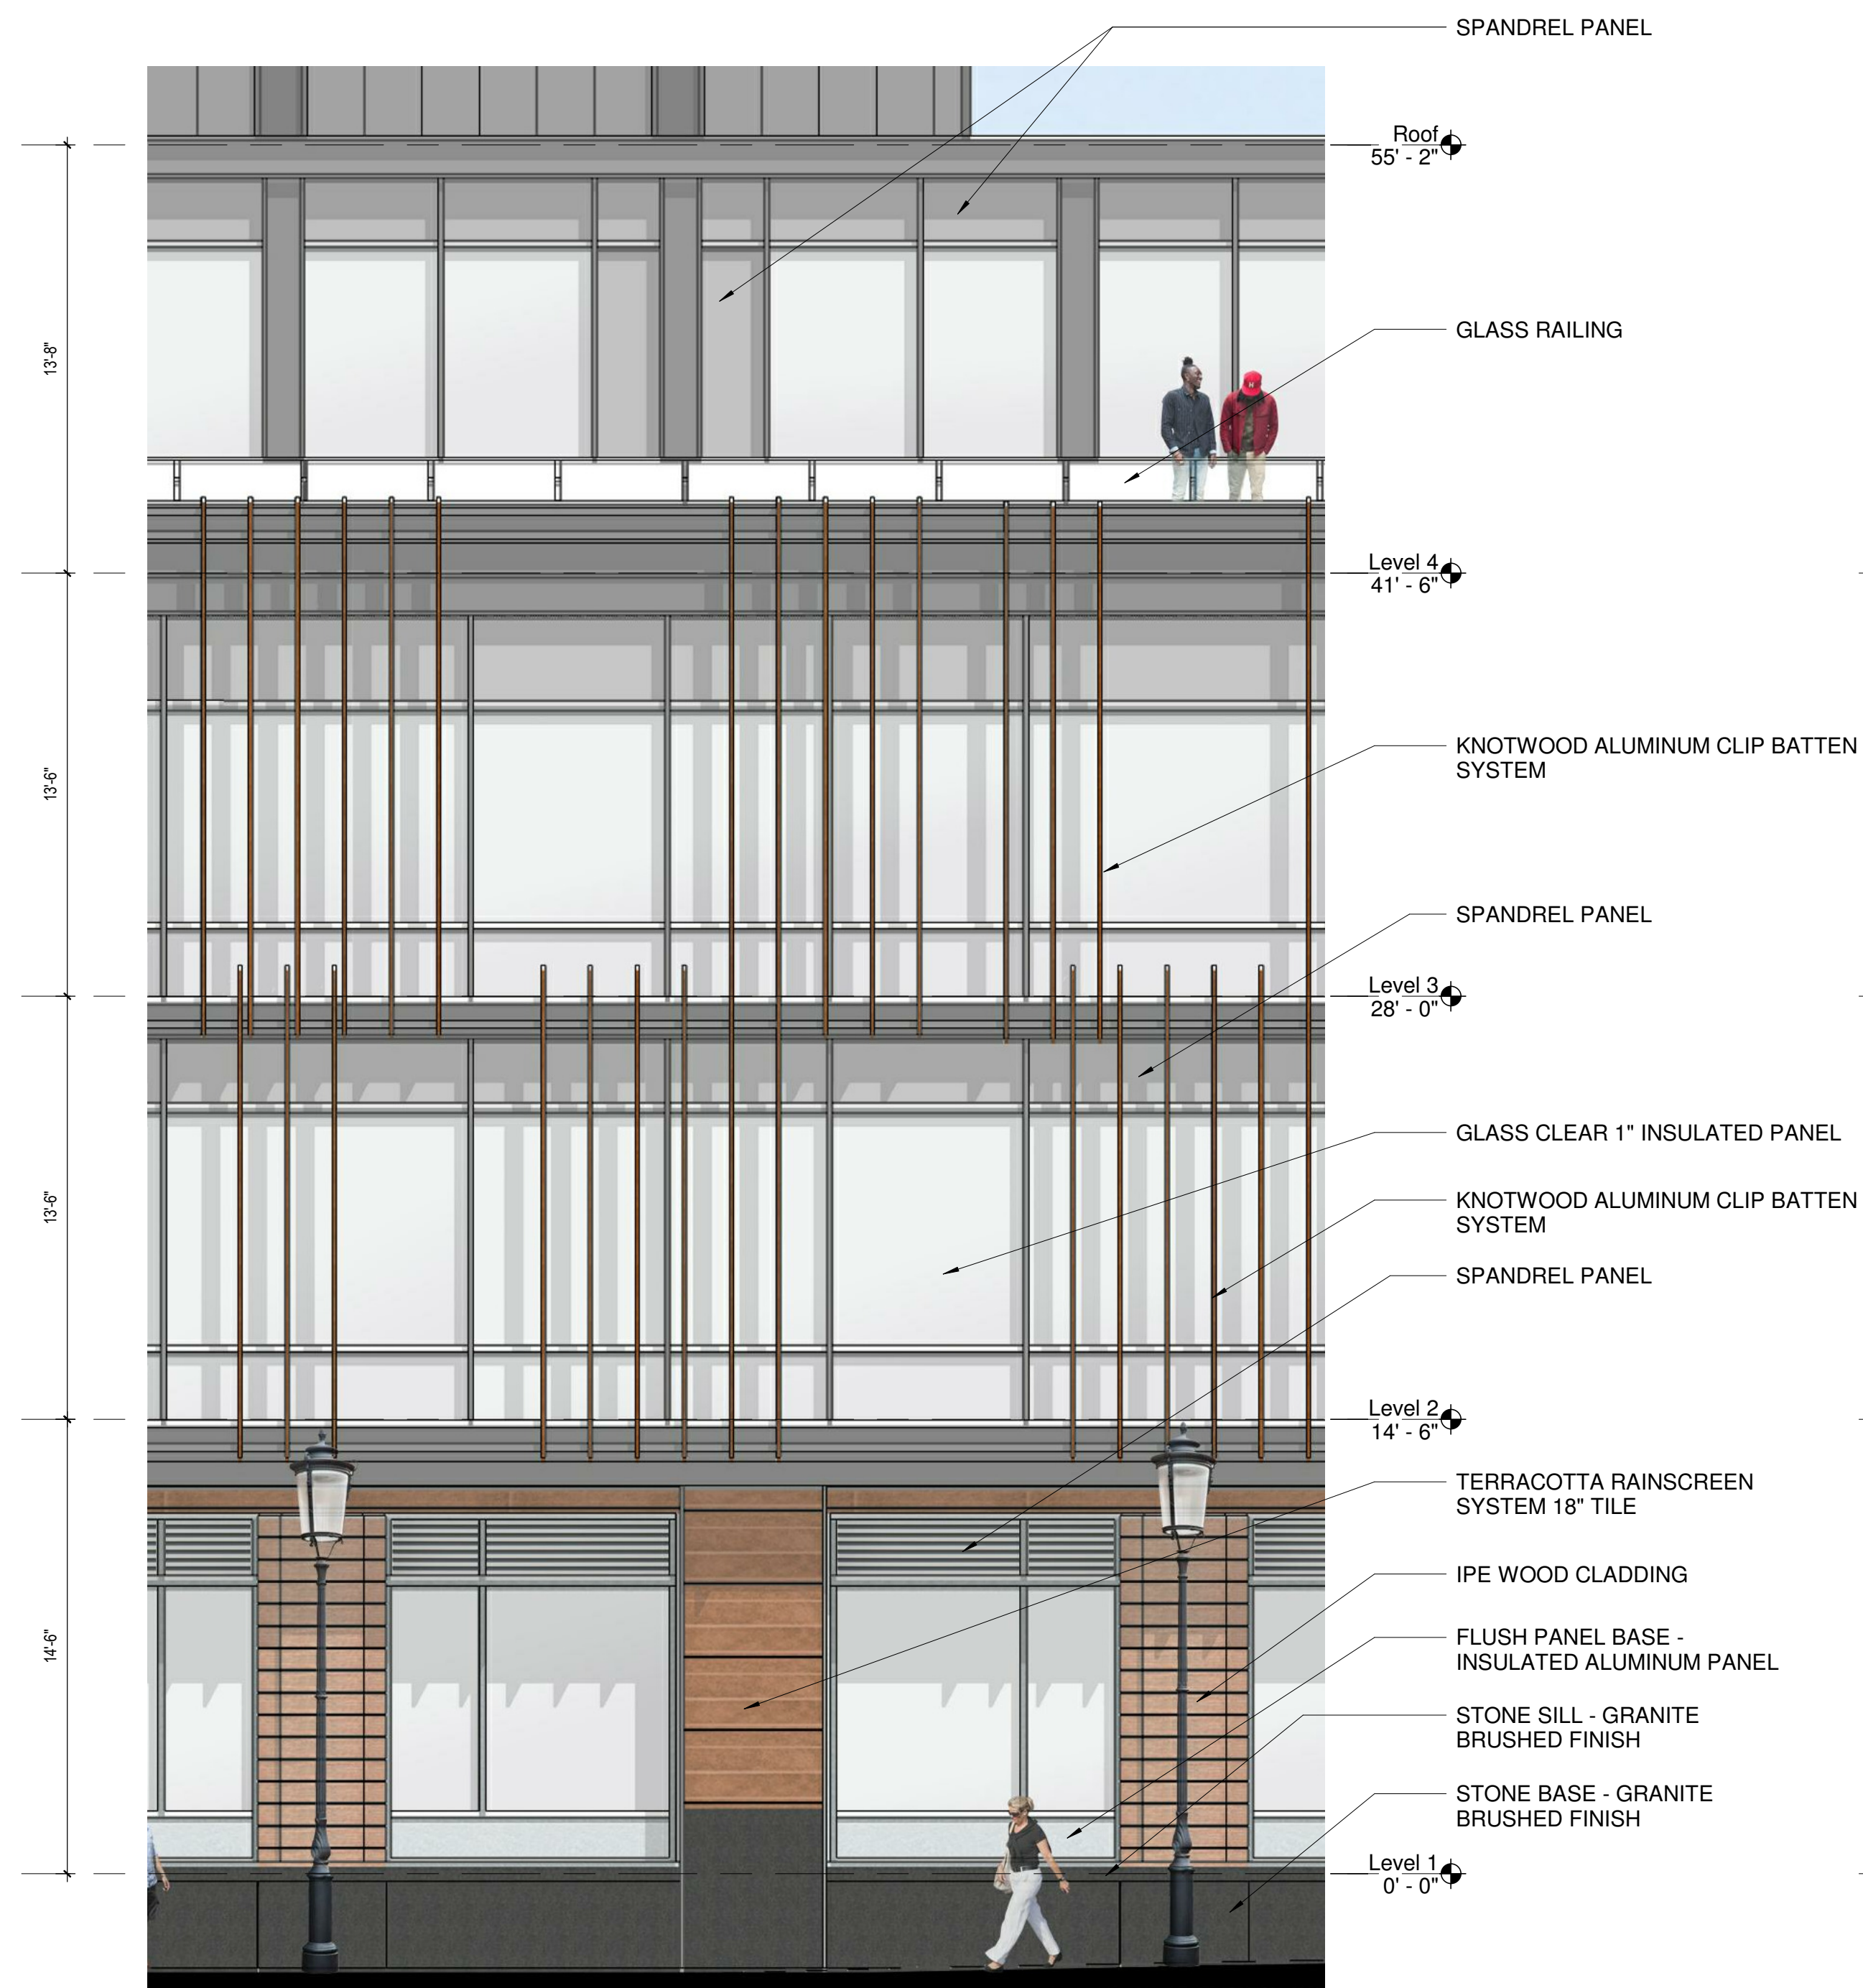 SPANDREL PANEL
Roof
55' - 2"
13'-8"
GLASS RAILING
Level 4
41' - 6"
KNOTWOOD ALUMINUM CLIP BATTEN
SYSTEM
13'-6"
SPANDREL PANEL
Level 3
28' - 0"
GLASS CLEAR 1" INSULATED PANEL
KNOTWOOD ALUMINUM CLIP BATTEN
SYSTEM
13'-6"
SPANDREL PANEL
Level 2
14' - 6"
TERRACOTTA RAINSCREEN
SYSTEM 18" TILE
IPE WOOD CLADDING
14'-6"
FLUSH PANEL BASE -
INSULATED ALUMINUM PANEL
STONE SILL - GRANITE
BRUSHED FINISH
STONE BASE - GRANITE
BRUSHED FINISH
Level 1
0' - 0"